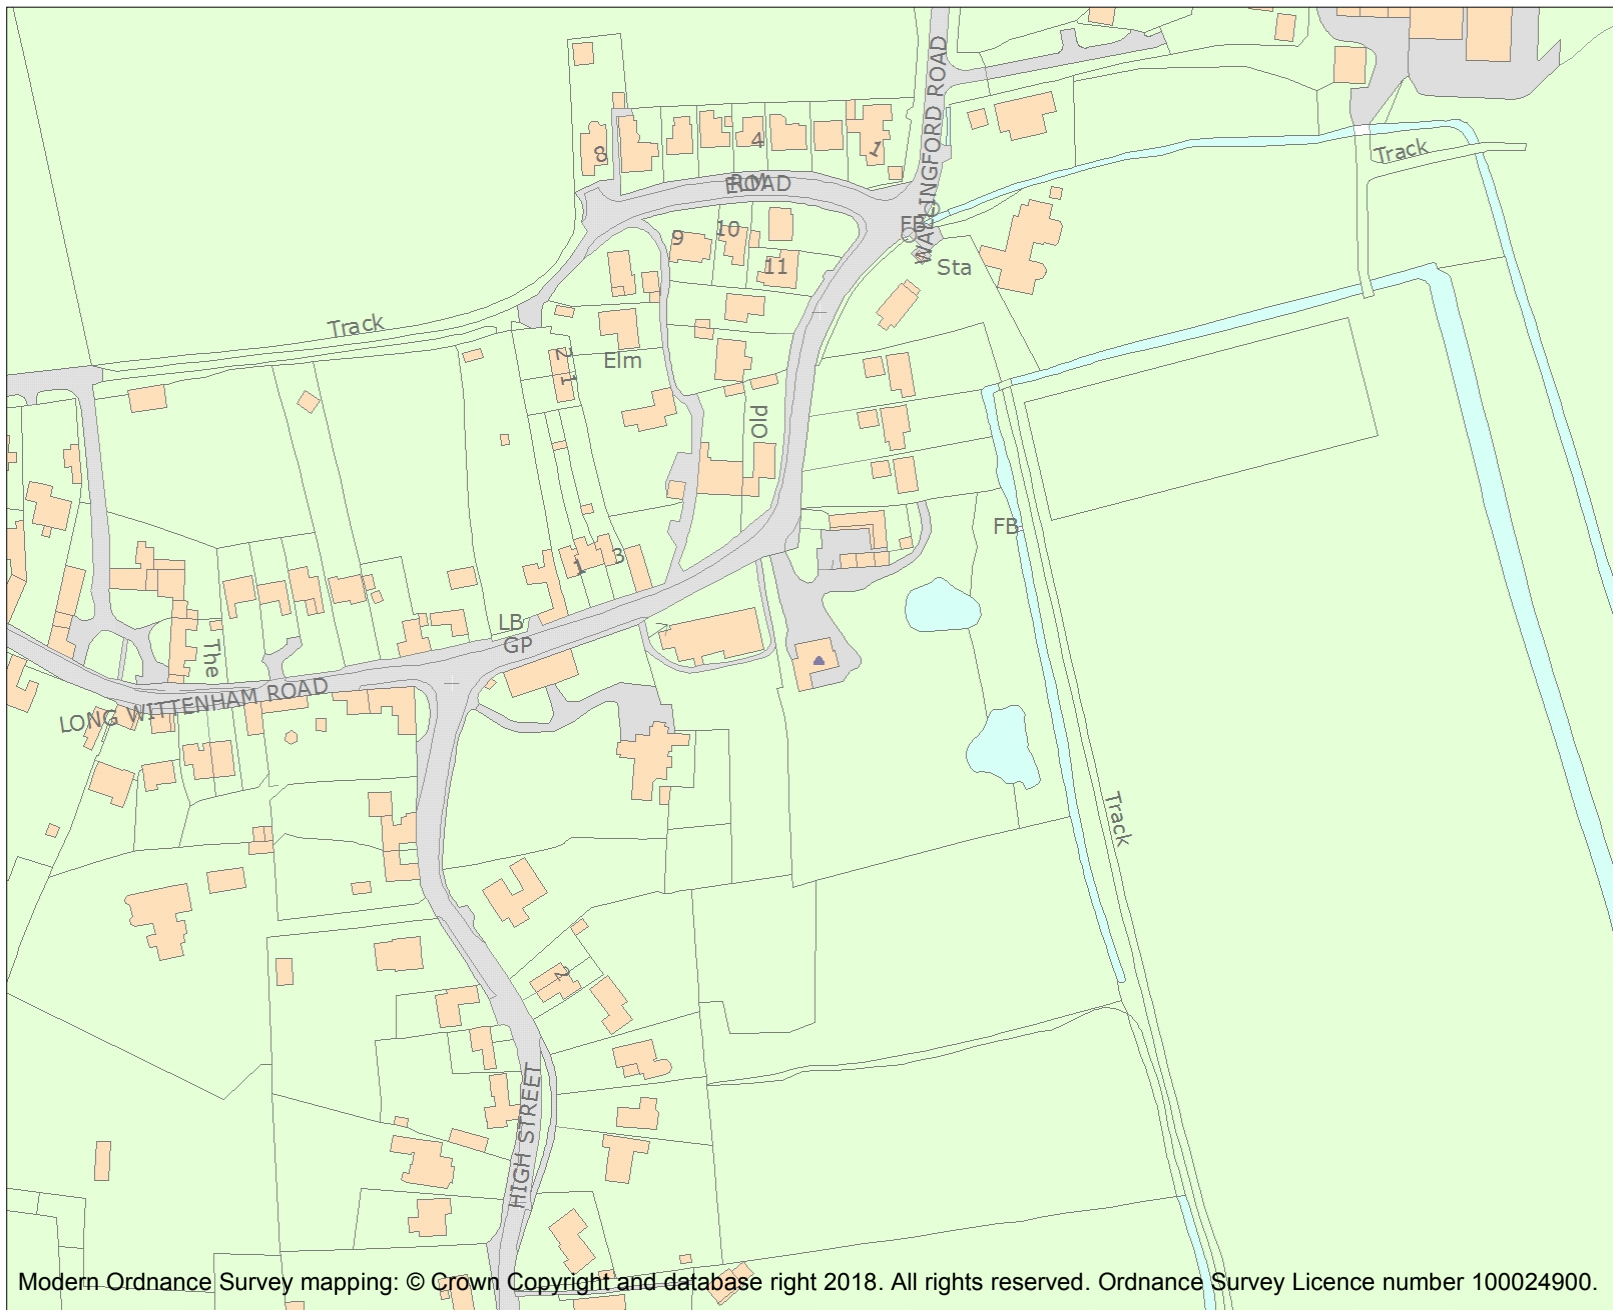 WALLINGFORD ROAD
8
4
1
Track
ELM
ROAD
FB
9
10
11
Sta
Track
Elm
2
1
Old
FB
1
3
LB
GP
The
LONG WITTENHAM ROAD
Track
2
HIGH STREET
Modern Ordnance Survey mapping: © Crown Copyright and database right 2018. All rights reserved. Ordnance Survey Licence number 100024900.